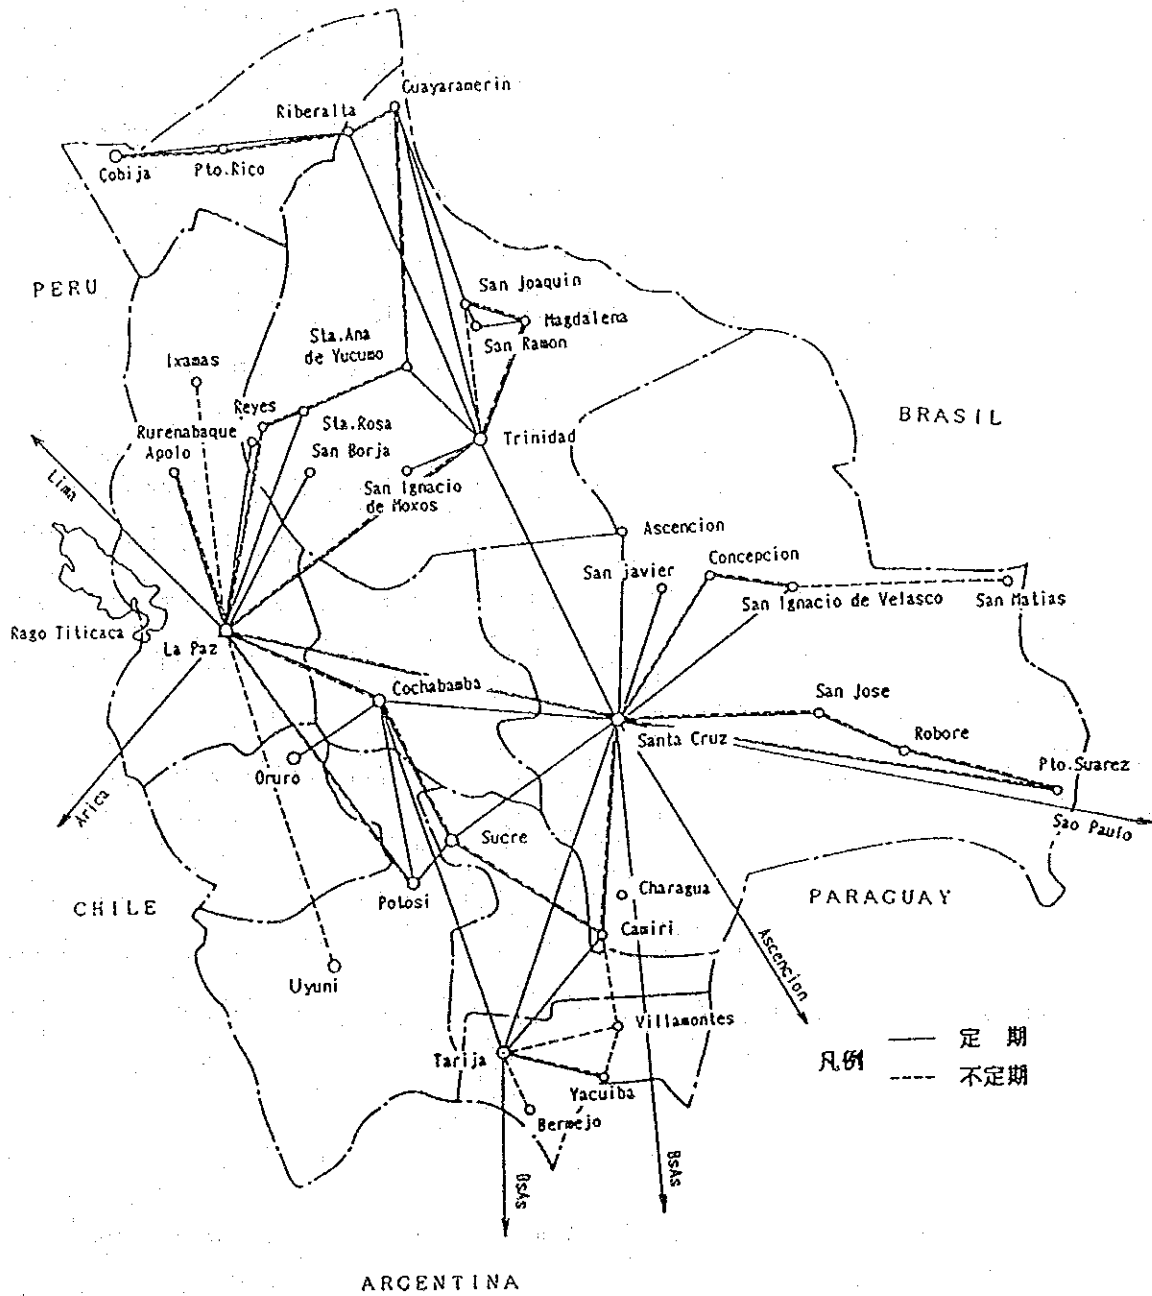 Guayaramerin
Riberalta
Cobija
Pto.Rico
PERU
San Joaquin
Magdalena
San Ramon
Sta.Ana
de Yucumo
Ixamas
Reyes
Sta.Rosa
Rurenabaque
Apolo
San Borja
Trinidad
BRASIL
San Ignacio
de Moxos
Lima
Ascencion
Concepcion
San javier
San Ignacio de Velasco
San Matias
Rago Titicaca
La Paz
Cochabamba
San Jose
Santa Cruz
Robore
Pto.Suarez
Oruro
Arica
Sao Paulo
Sucre
CHILE
Potosi
Charagua
PARAGUAY
Camiri
Ascencion
Uyuni
Villamontes
Tarija
凡例
定 期
不定期
Yacuiba
Bermejo
BsAs
BsAs
ARGENTINA